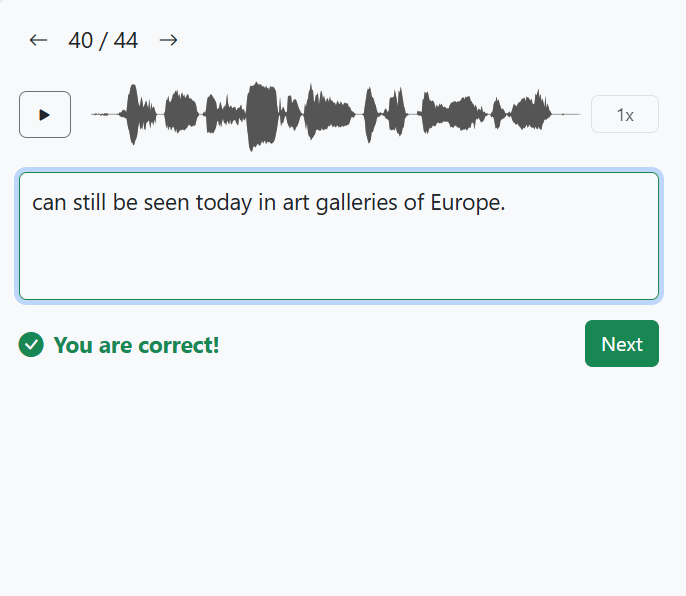 ← 40 / 44 →
1x
can still be seen today in art galleries of Europe.
You are correct!
Next